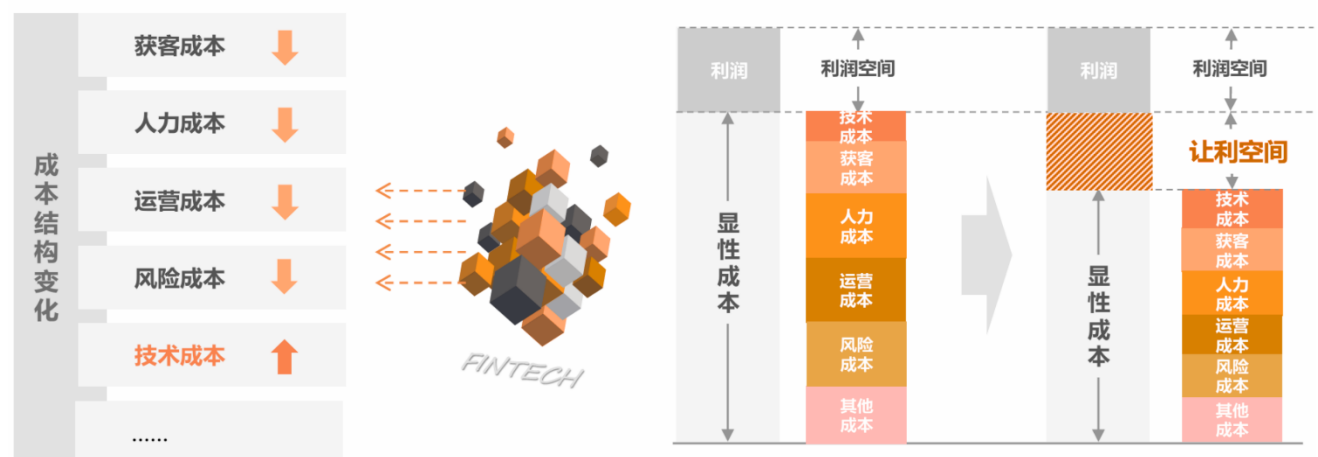 成本结构变化
获客成本
人力成本
运营成本
风险成本
技术成本
......
FINTECH
利润
利润空间
显性成本
技术
成本
获客
成本
人力
成本
运营
成本
风险
成本
其他
成本
利润
利润空间
让利空间
显性成本
技术
成本
获客
成本
人力
成本
运营
成本
风险
成本
其他
成本